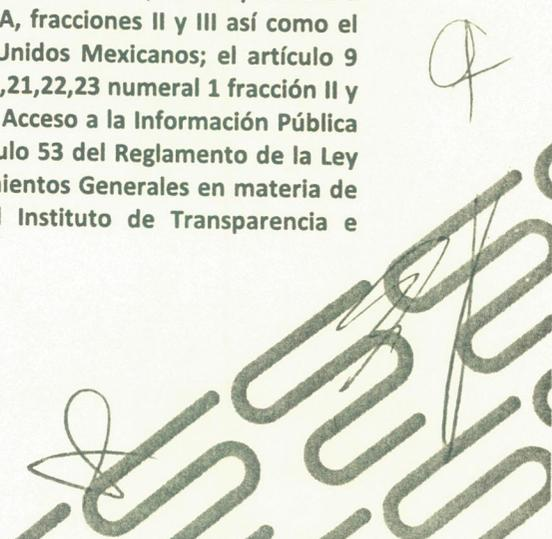 A, fracciones II y III así como el
Unidos Mexicanos; el artículo 9
,21,22,23 numeral 1 fracción II y
Acceso a la Información Pública
ulo 53 del Reglamento de la Ley
nientos Generales en materia de
Instituto de Transparencia e